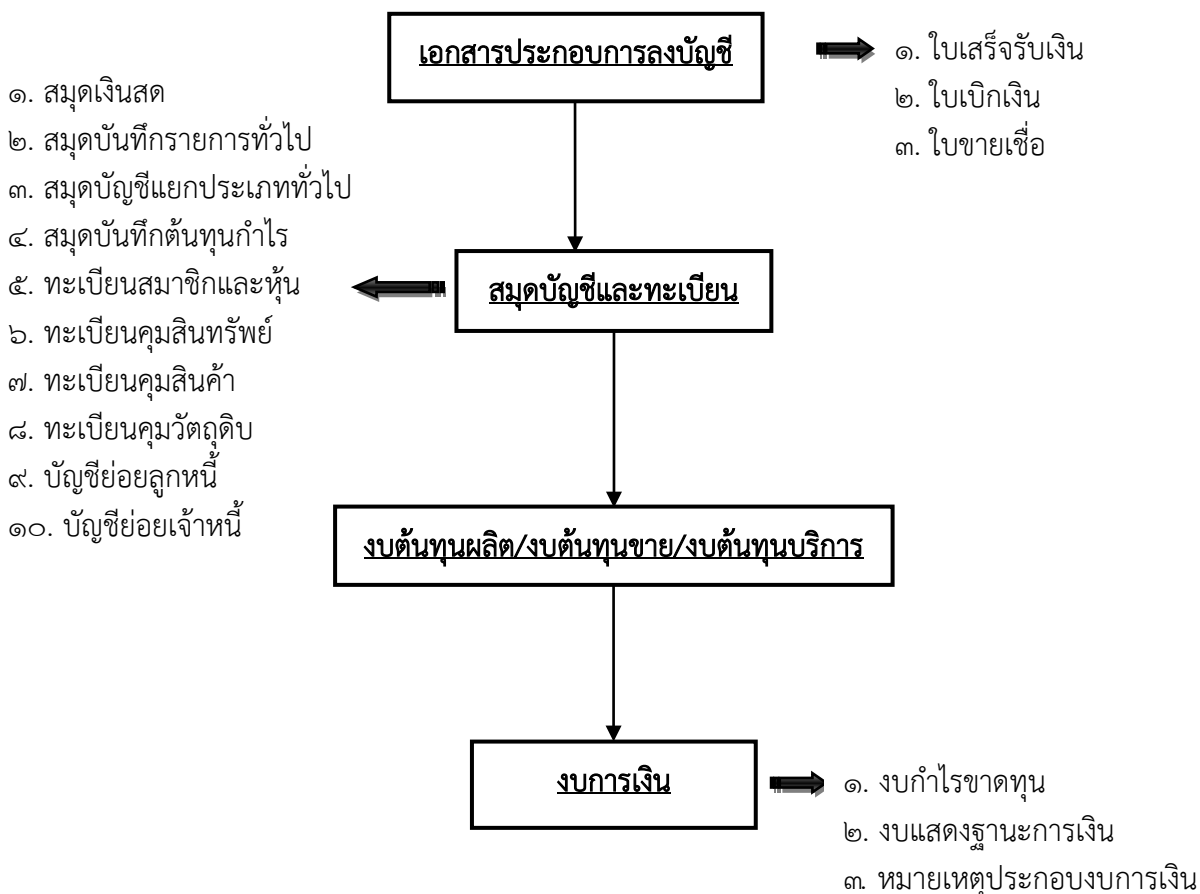 เอกสารประกอบการลงบัญชี
๑. ใบเสร็จรับเงิน
๒. ใบเบิกเงิน
๓. ใบขายเชื่อ
๑. สมุดเงินสด
๒. สมุดบันทึกรายการทั่วไป
๓. สมุดบัญชีแยกประเภททั่วไป
๔. สมุดบันทึกต้นทุนกำไร
๕. ทะเบียนสมาชิกและหุ้น
๖. ทะเบียนคุมสินทรัพย์
๗. ทะเบียนคุมสินค้า
๘. ทะเบียนคุมวัตถุดิบ
๙. บัญชีย่อยลูกหนี้
๑๐. บัญชีย่อยเจ้าหนี้
สมุดบัญชีและทะเบียน
งบต้นทุนผลิต/งบต้นทุนขาย/งบต้นทุนบริการ
งบการเงิน
๑. งบกำไรขาดทุน
๒. งบแสดงฐานะการเงิน
๓. หมายเหตุประกอบงบการเงิน